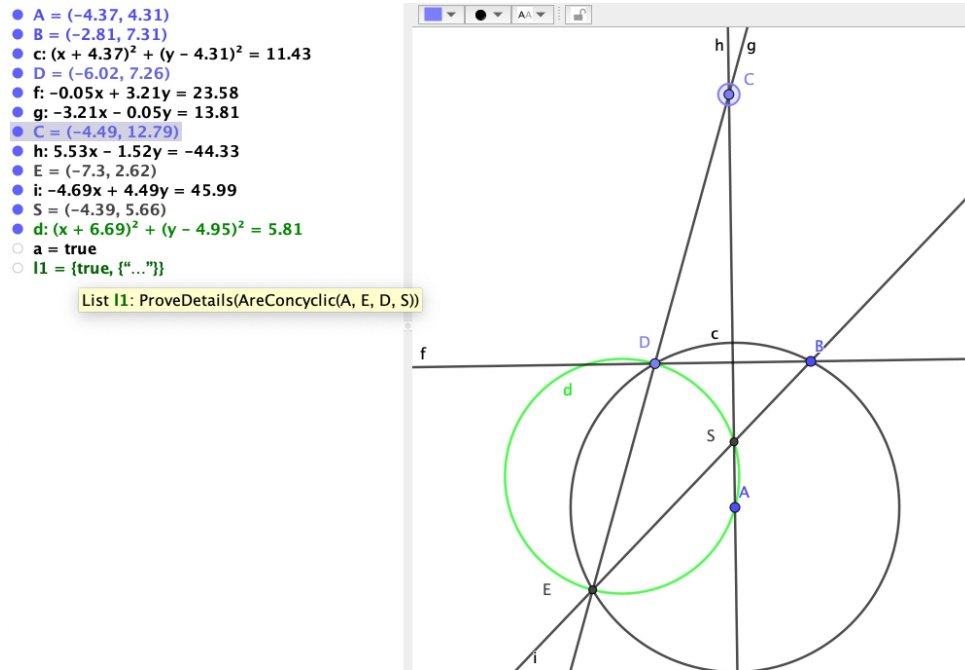 A = (-4.37, 4.31)
B = (-2.81, 7.31)
c: (x + 4.37)² + (y – 4.31)² = 11.43
D = (-6.02, 7.26)
f: -0.05x + 3.21y = 23.58
g: -3.21x – 0.05y = 13.81
C = (-4.49, 12.79)
h: 5.53x – 1.52y = -44.33
E = (-7.3, 2.62)
i: -4.69x + 4.49y = 45.99
S = (-4.39, 5.66)
d: (x + 6.69)² + (y – 4.95)² = 5.81
a = true
l1 = {true, {“...”}}
List l1: ProveDetails(AreConcyclic(A, E, D, S))
AA
h g
C
D c B
f
d
S
A
E
i